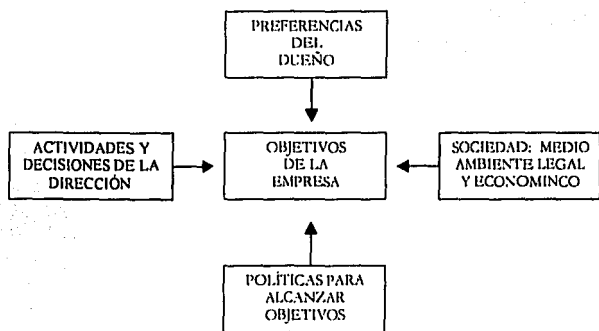 PREFERENCIAS
DEL
DUEÑO
ACTIVIDADES Y
DECISIONES DE LA
DIRECCIÓN
OBJETIVOS
DE LA
EMPRESA
SOCIEDAD: MEDIO
AMBIENTE LEGAL
Y ECONOMINCO
POLÍTICAS PARA
ALCANZAR
OBJETIVOS